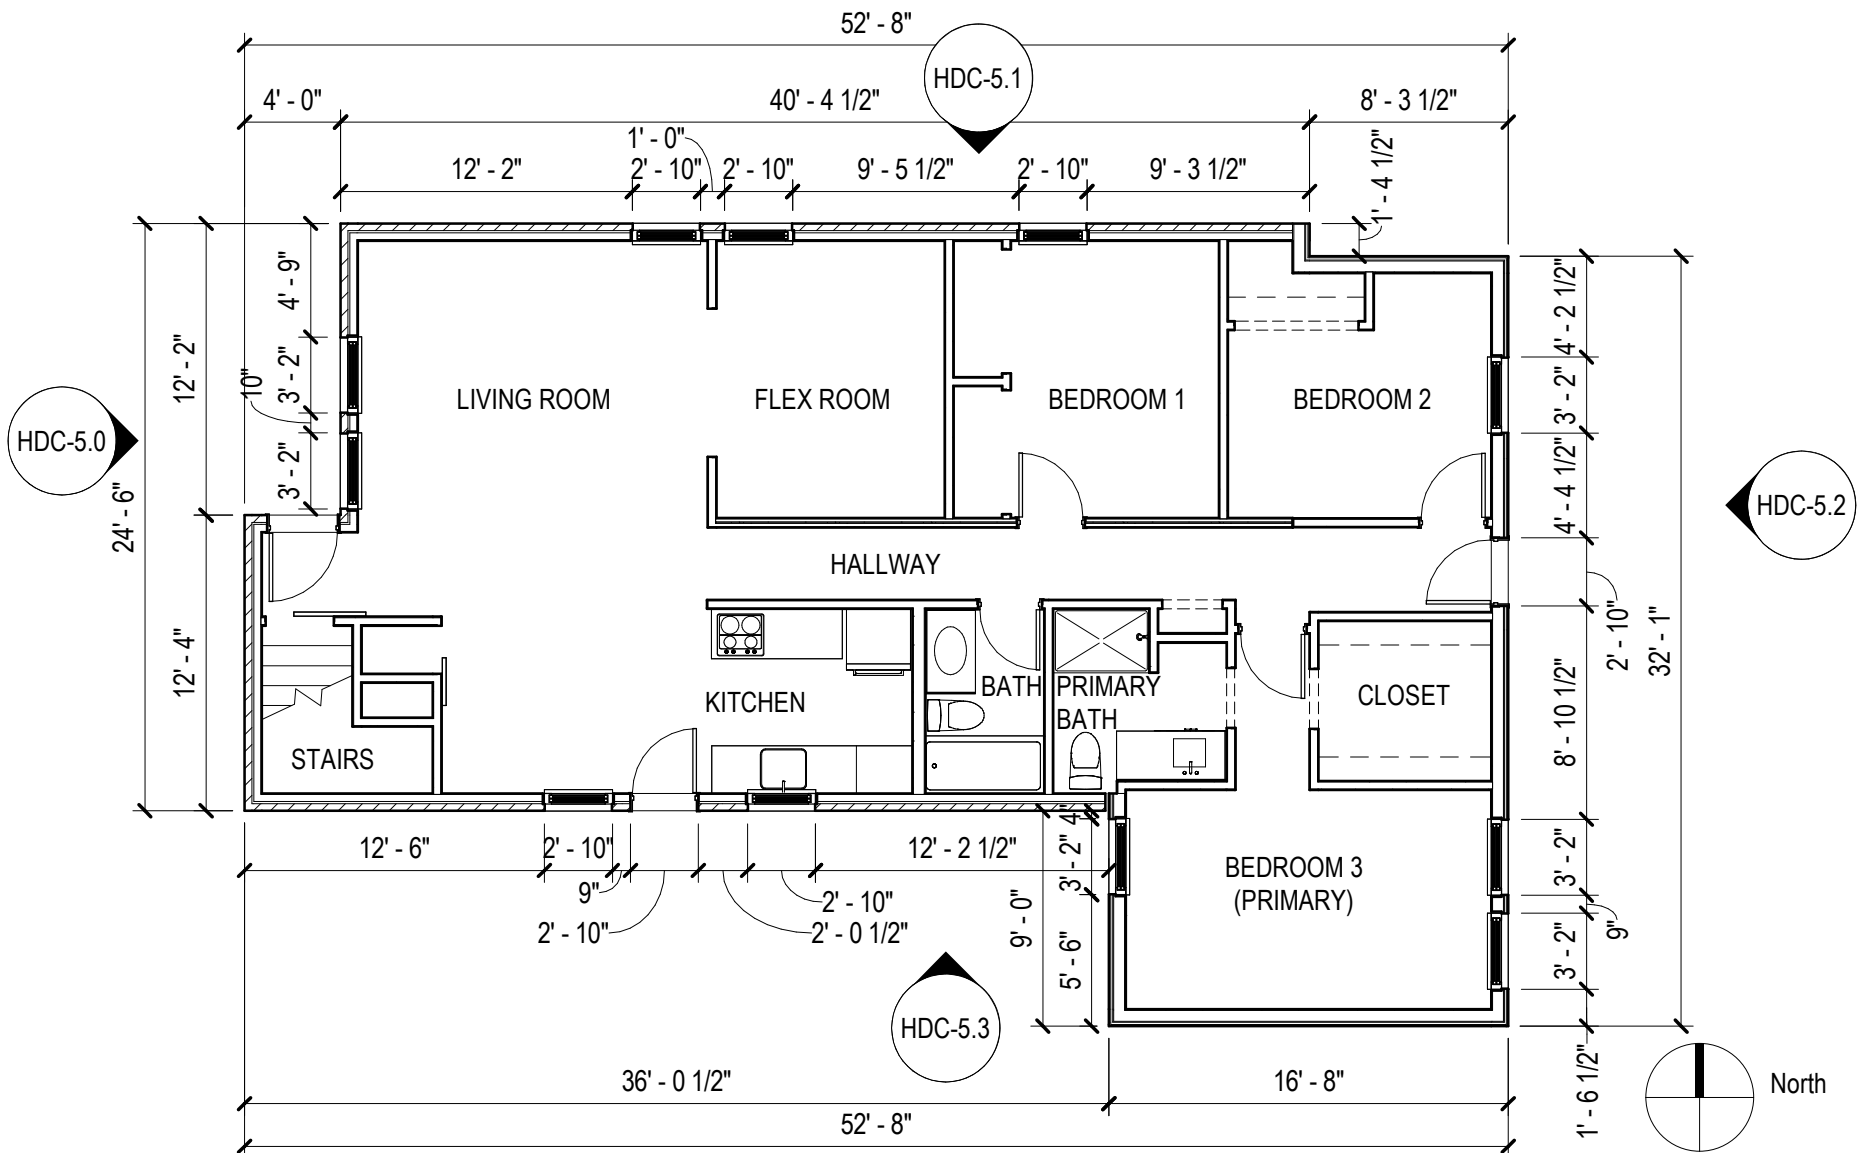 52' - 8"
HDC-5.1
4' - 0"
40' - 4 1/2"
8' - 3 1/2"
1' - 0"
12' - 2"
2' - 10"
2' - 10"
9' - 5 1/2"
2' - 10"
9' - 3 1/2"
1' - 4 1/2"
4' - 9"
12' - 2"
3' - 2"
10"
3' - 2"
24' - 6"
12' - 4"
HDC-5.0
LIVING ROOM
FLEX ROOM
BEDROOM 1
BEDROOM 2
4' - 2 1/2"
3' - 2"
4' - 4 1/2"
HDC-5.2
HALLWAY
2' - 10"
32' - 1"
KITCHEN
BATH
PRIMARY
BATH
CLOSET
8' - 10 1/2"
STAIRS
12' - 6"
2' - 10"
9"
2' - 10"
2' - 0 1/2"
2' - 10"
12' - 2 1/2"
4"
3' - 2"
9' - 0"
5' - 6"
BEDROOM 3
(PRIMARY)
3' - 2"
9"
3' - 2"
1' - 6 1/2"
HDC-5.3
36' - 0 1/2"
16' - 8"
52' - 8"
North